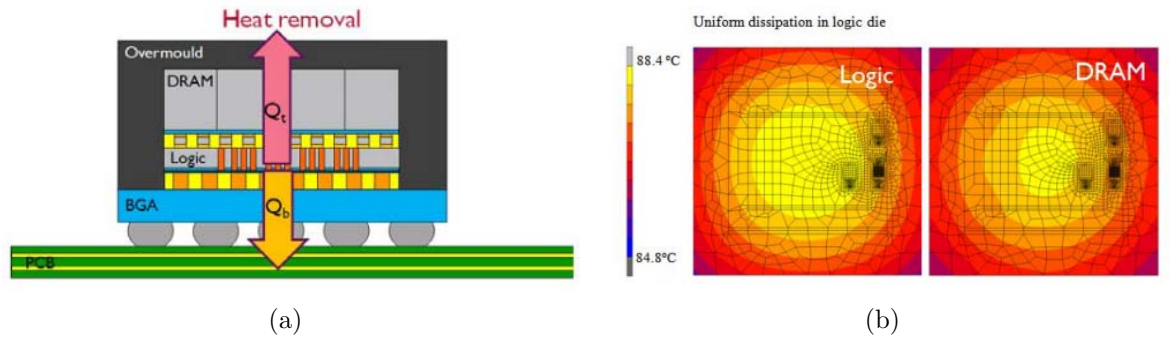 Heat removal
Overmould
DRAM
Qt
Logic
Qb
BGA
PCB
(a)
Uniform dissipation in logic die
88.4 °C
84.8°C
Logic
DRAM
(b)